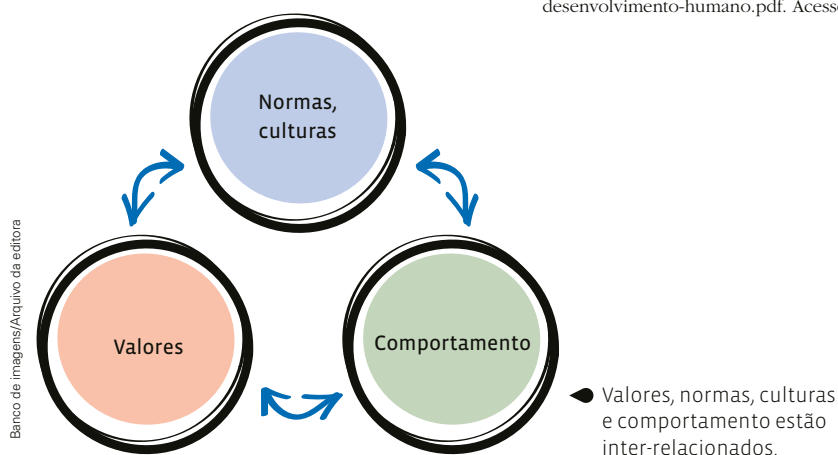 desenvolvimento-humano.pdf. Acesso
Normas,
culturas
Valores
Comportamento
Valores, normas, culturas
e comportamento estão
inter-relacionados.
Banco de imagens/Arquivo da editora